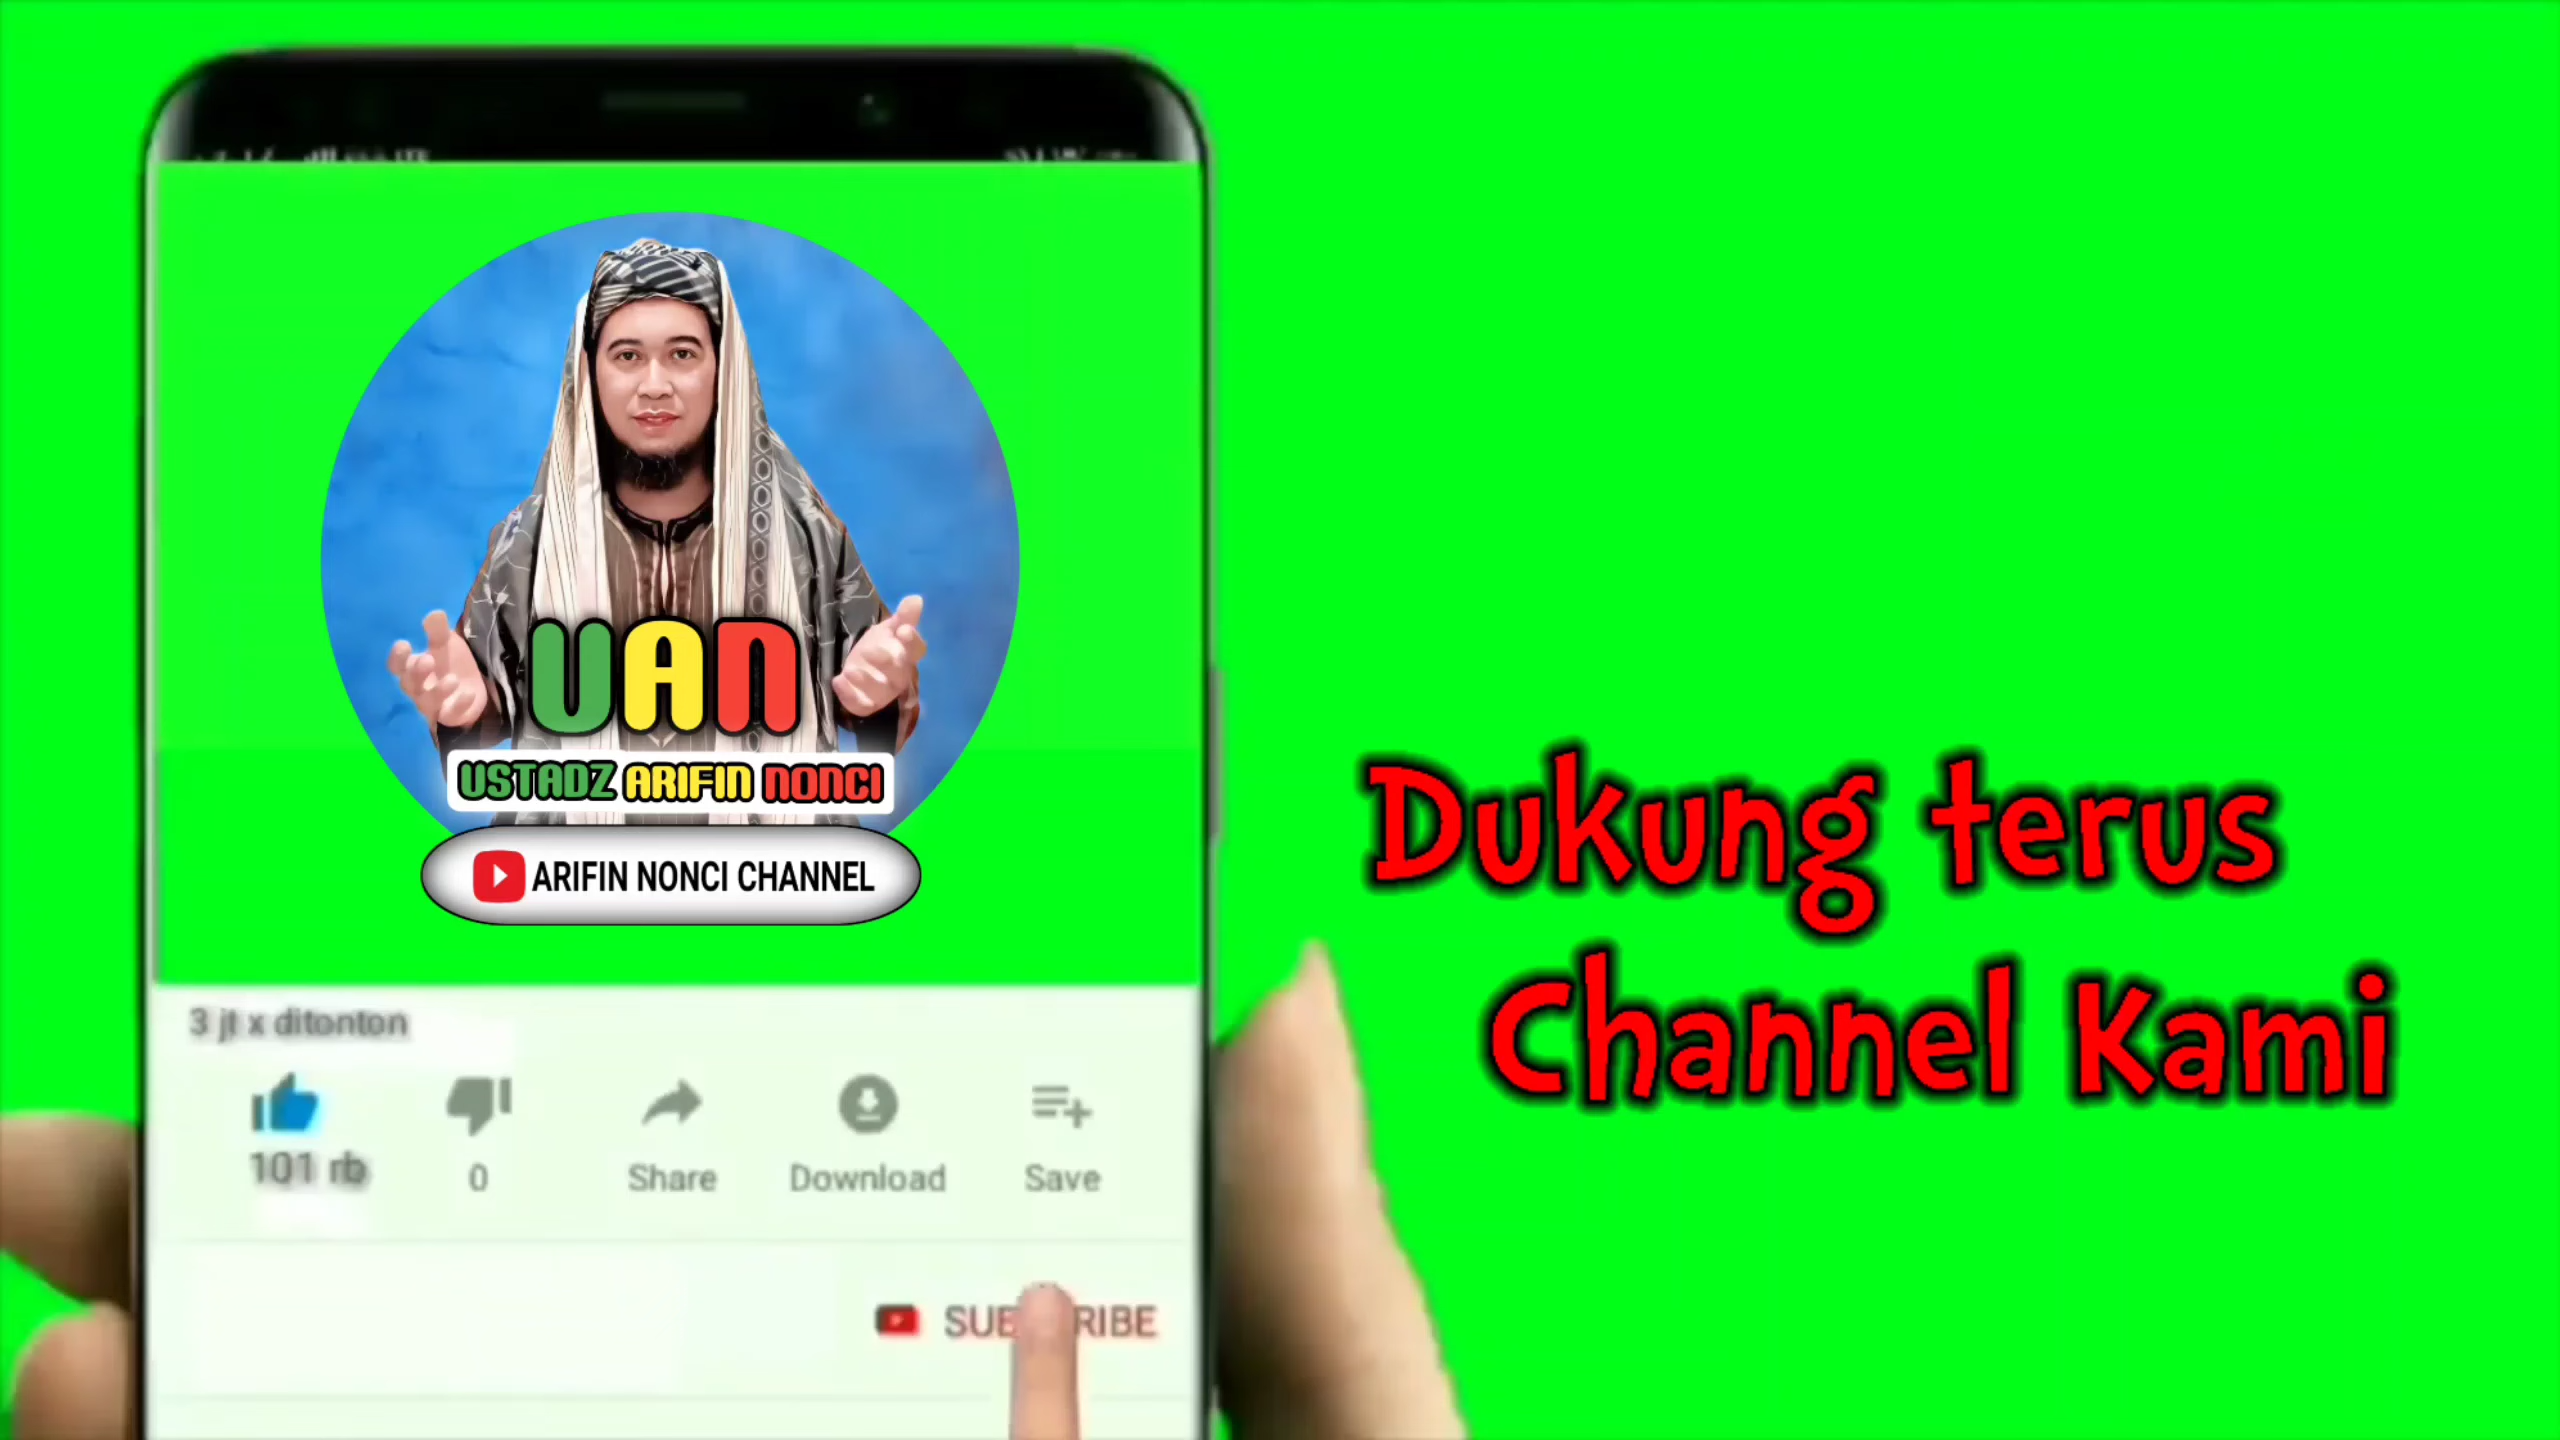 UAN
USTADZ ARIFIN NONCI
ARIFIN NONCI CHANNEL
Dukung terus
Channel Kami
3 jt x ditonton
101 rb
0
Share
Download
Save